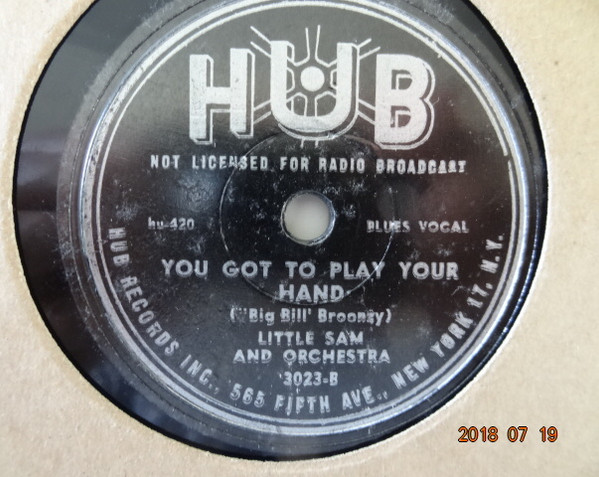 HUB
NOT LICENSED FOR RADIO BROADCAST
hu-420
BLUES VOCAL
YOU GOT TO PLAY YOUR
HAND
("Big Bill' Broonzy)
LITTLE SAM
AND ORCHESTRA
3023-B
HUB RECORDS INC., 565 FIFTH AVE., NEW YORK 17, N.Y.
2018 07 19